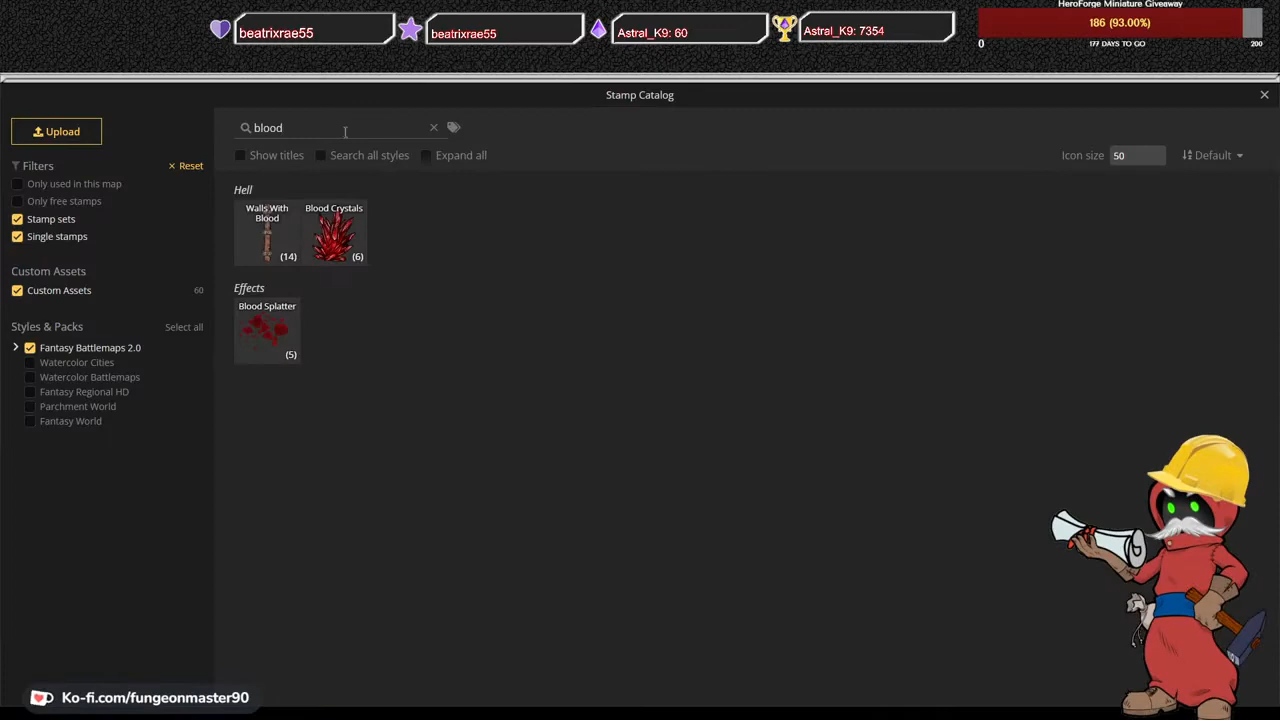 HeroForge Miniature Giveaway
beatrixrae55
beatrixrae55
Astral_K9: 60
Astral_K9: 7354
186 (93.00%)
0
177 DAYS TO GO
200
Stamp Catalog
Upload
blood
Filters
Reset
Show titles
Search all styles
Expand all
Icon size
50
Default
Only used in this map
Only free stamps
Stamp sets
Single stamps
Hell
Walls With Blood
(14)
Blood Crystals
(6)
Custom Assets
Custom Assets
60
Effects
Blood Splatter
(5)
Styles & Packs
Select all
Fantasy Battlemaps 2.0
Watercolor Cities
Watercolor Battlemaps
Fantasy Regional HD
Parchment World
Fantasy World
Ko-fi.com/fungeonmaster90